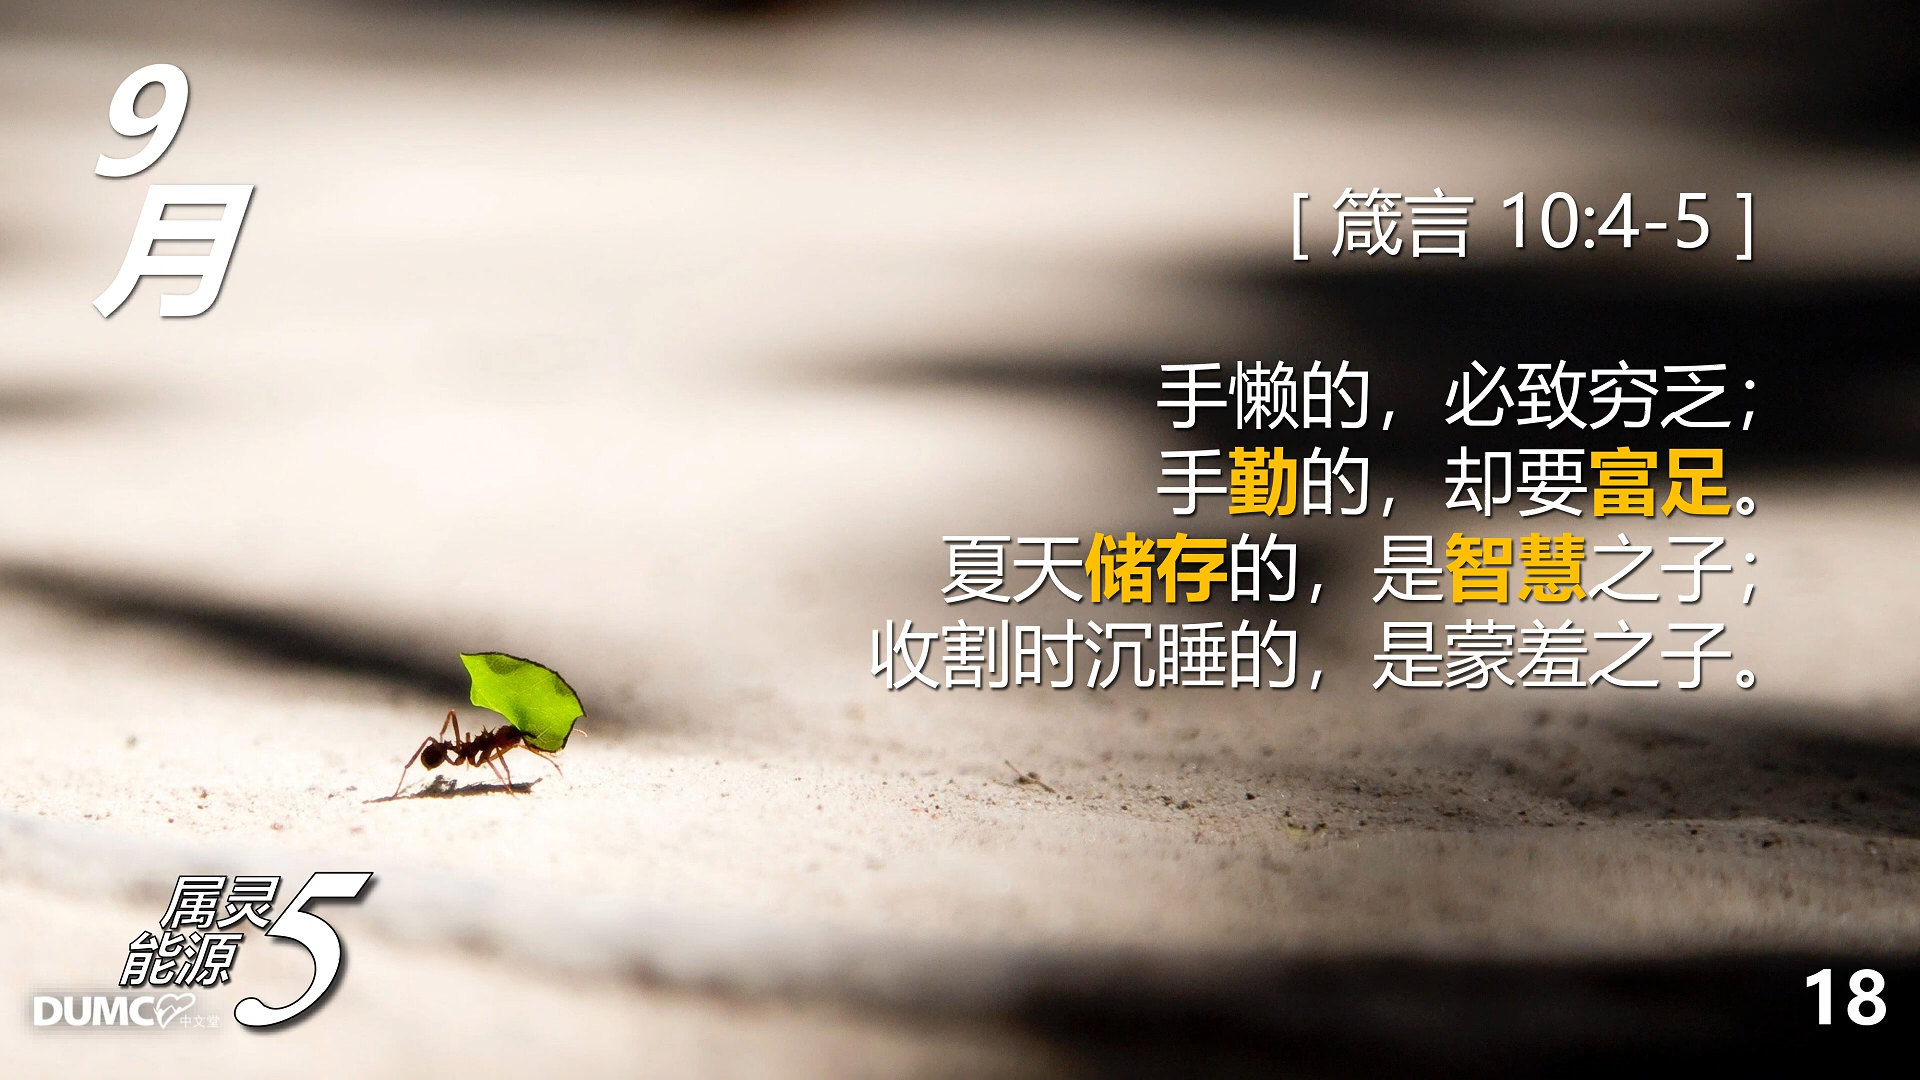 9
月
[ 箴言 10:4-5 ]
手懒的，必致穷乏；
手勤的，却要富足。
夏天储存的，是智慧之子；
收割时沉睡的，是蒙羞之子。
属灵
能源5
DUMC 中文堂
18